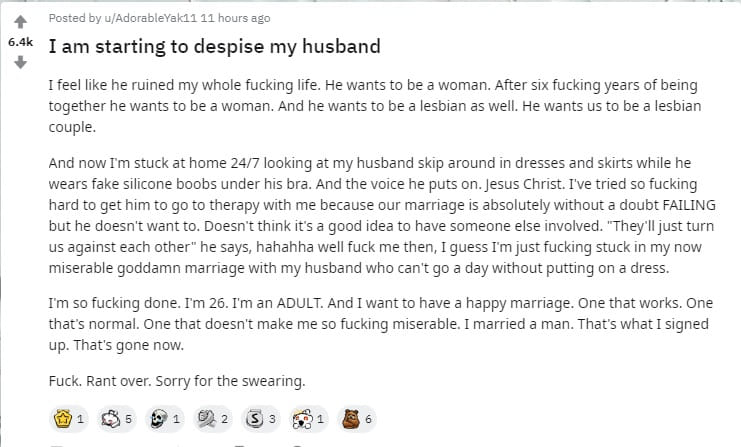 Posted by u/AdorableYak11 11 hours ago
6.4k
I am starting to despise my husband
I feel like he ruined my whole fucking life. He wants to be a woman. After six fucking years of being
together he wants to be a woman. And he wants to be a lesbian as well. He wants us to be a lesbian
couple.
And now I'm stuck at home 24/7 looking at my husband skip around in dresses and skirts while he
wears fake silicone boobs under his bra. And the voice he puts on. Jesus Christ. I've tried so fucking
hard to get him to go to therapy with me because our marriage is absolutely without a doubt FAILING
but he doesn't want to. Doesn't think it's a good idea to have someone else involved. "They'll just turn
us against each other" he says, hahahha well fuck me then, I guess I'm just fucking stuck in my now
miserable goddamn marriage with my husband who can't go a day without putting on a dress.
I'm so fucking done. I'm 26. I'm an ADULT. And I want to have a happy marriage. One that works. One
that's normal. One that doesn't make me so fucking miserable. I married a man. That's what I signed
up. That's gone now.
Fuck. Rant over. Sorry for the swearing.
1 5 1 2 S 3 1 6